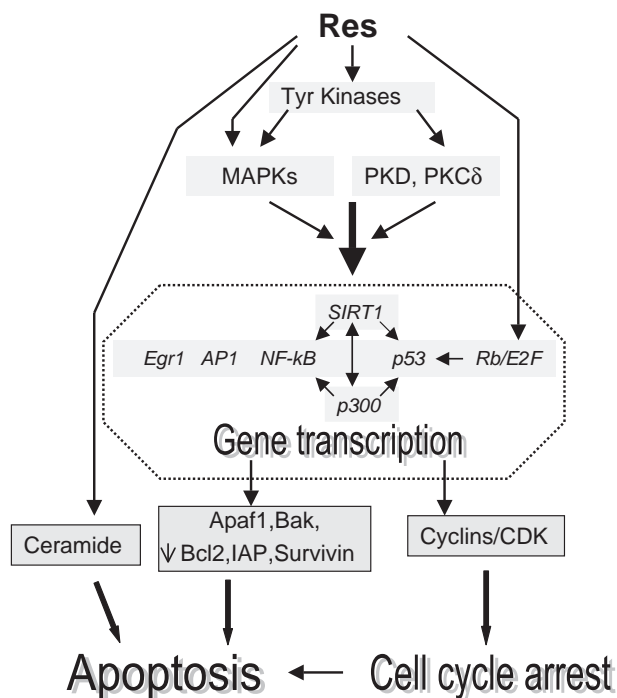 Res
Tyr Kinases
MAPKs
PKD, PKCδ
SIRT1
Egr1 AP1 NF-kB p53 Rb/E2F
p300
Gene transcription
Ceramide
Apaf1,Bak,
↓ Bcl2,IAP,Survivin
Cyclins/CDK
Apoptosis
Cell cycle arrest